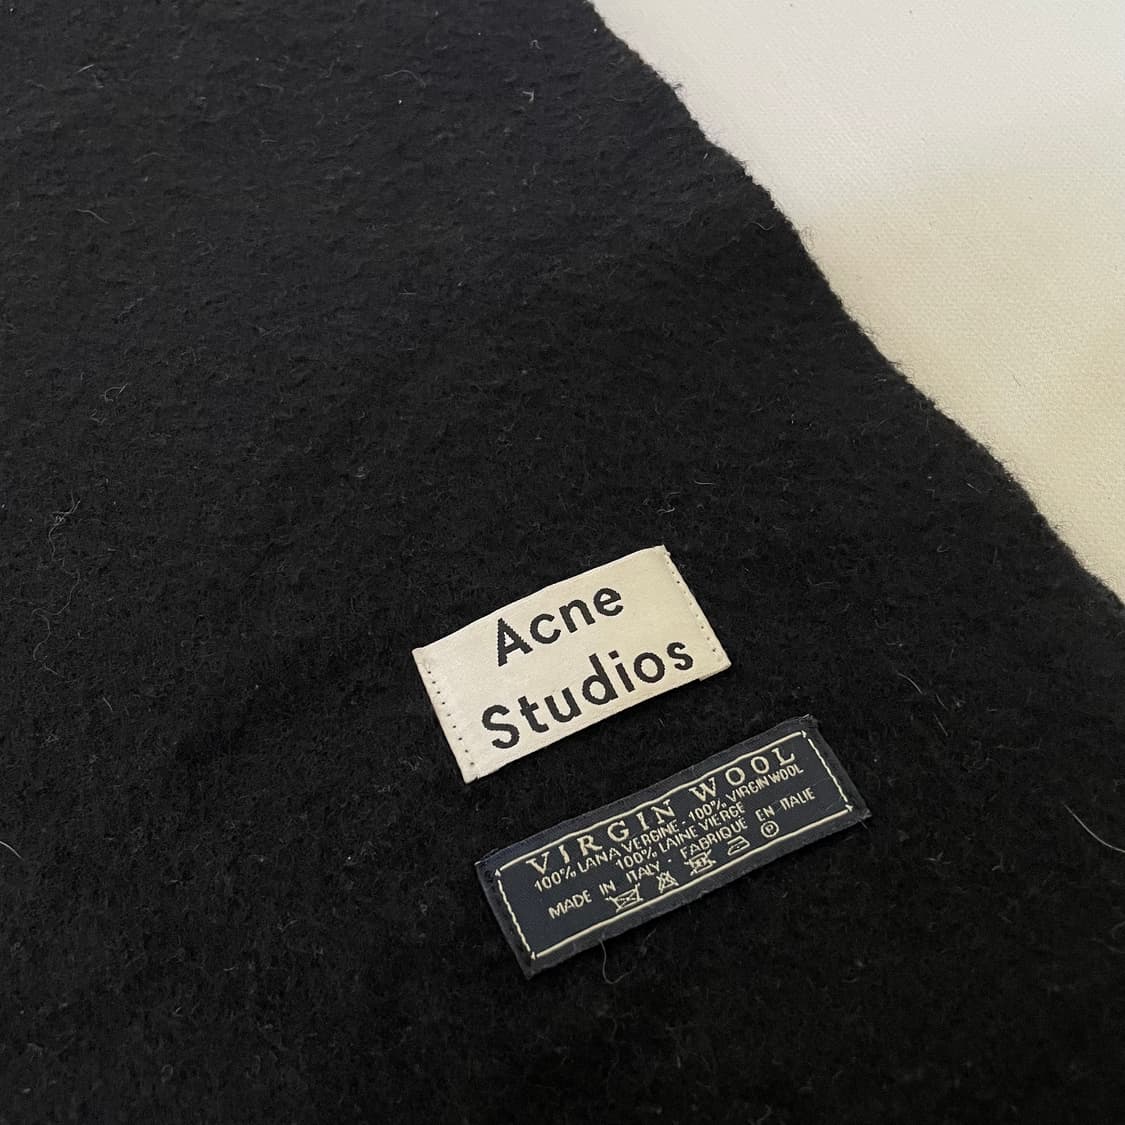 Acne
Studios
VIRGIN WOOL
100% LANA VERGINE - 100% VIRGIN WOOL
100% LAINE VIERGE
MADE IN ITALY - FABRIQUE EN ITALIE
P